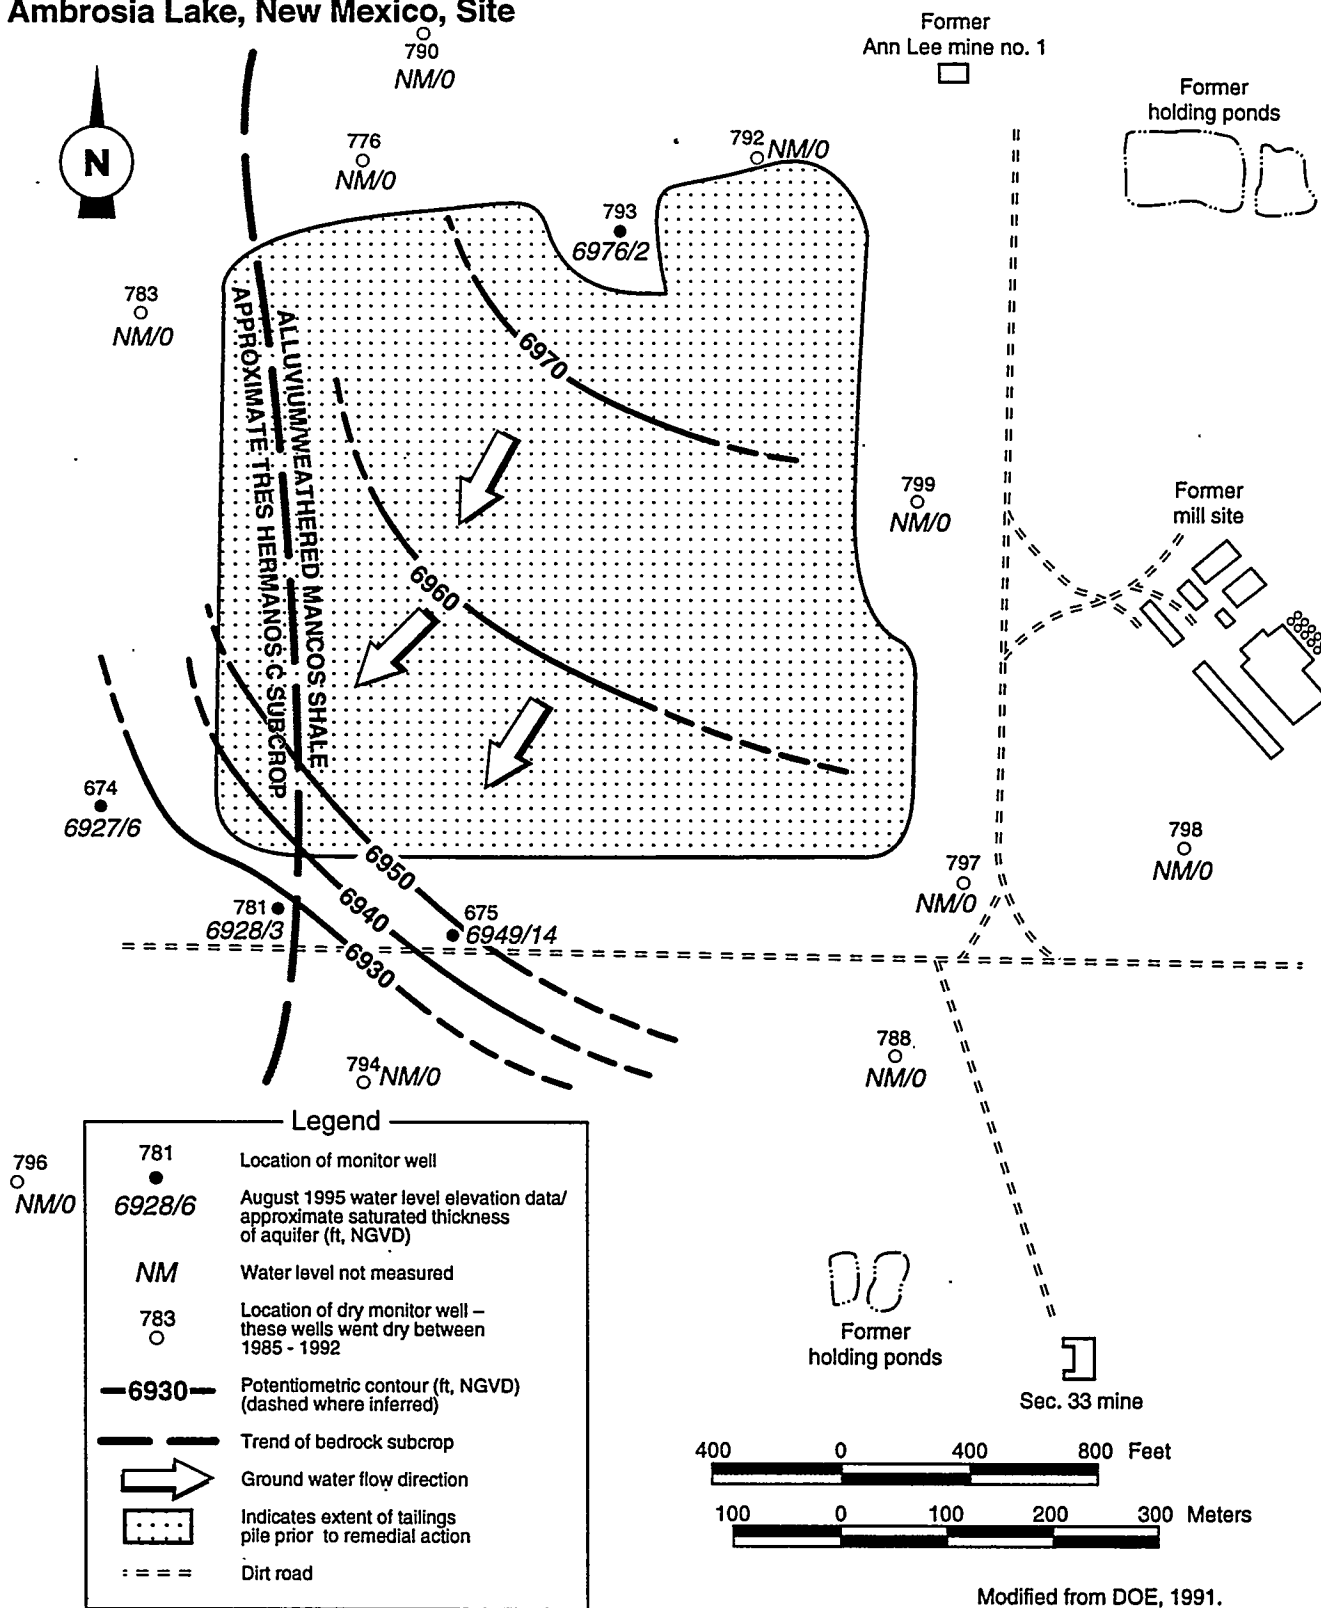 Ambrosia Lake, New Mexico, Site
790
NM/0
Former
Ann Lee mine no. 1
Former
holding ponds
N
776
NM/0
792 NM/0
793
6976/2
783
NM/0
APPROXIMATE TRES HERMANOS C SUBCROP
ALLUVIUM/WEATHERED MANCOS SHALE
6970
799
NM/0
Former
mill site
6960
674
6927/6
6950
6940
6930
781
6928/3
675
6949/14
797
NM/0
798
NM/0
794 NM/0
788
NM/0
796
NM/0
Legend
781
6928/6
Location of monitor well
August 1995 water level elevation data/
approximate saturated thickness
of aquifer (ft, NGVD)
NM
Water level not measured
783
Location of dry monitor well –
these wells went dry between
1985 - 1992
6930
Potentiometric contour (ft, NGVD)
(dashed where inferred)
Trend of bedrock subcrop
Ground water flow direction
Indicates extent of tailings
pile prior to remedial action
Dirt road
Former
holding ponds
Sec. 33 mine
400 0 400 800 Feet
100 0 100 200 300 Meters
Modified from DOE, 1991.